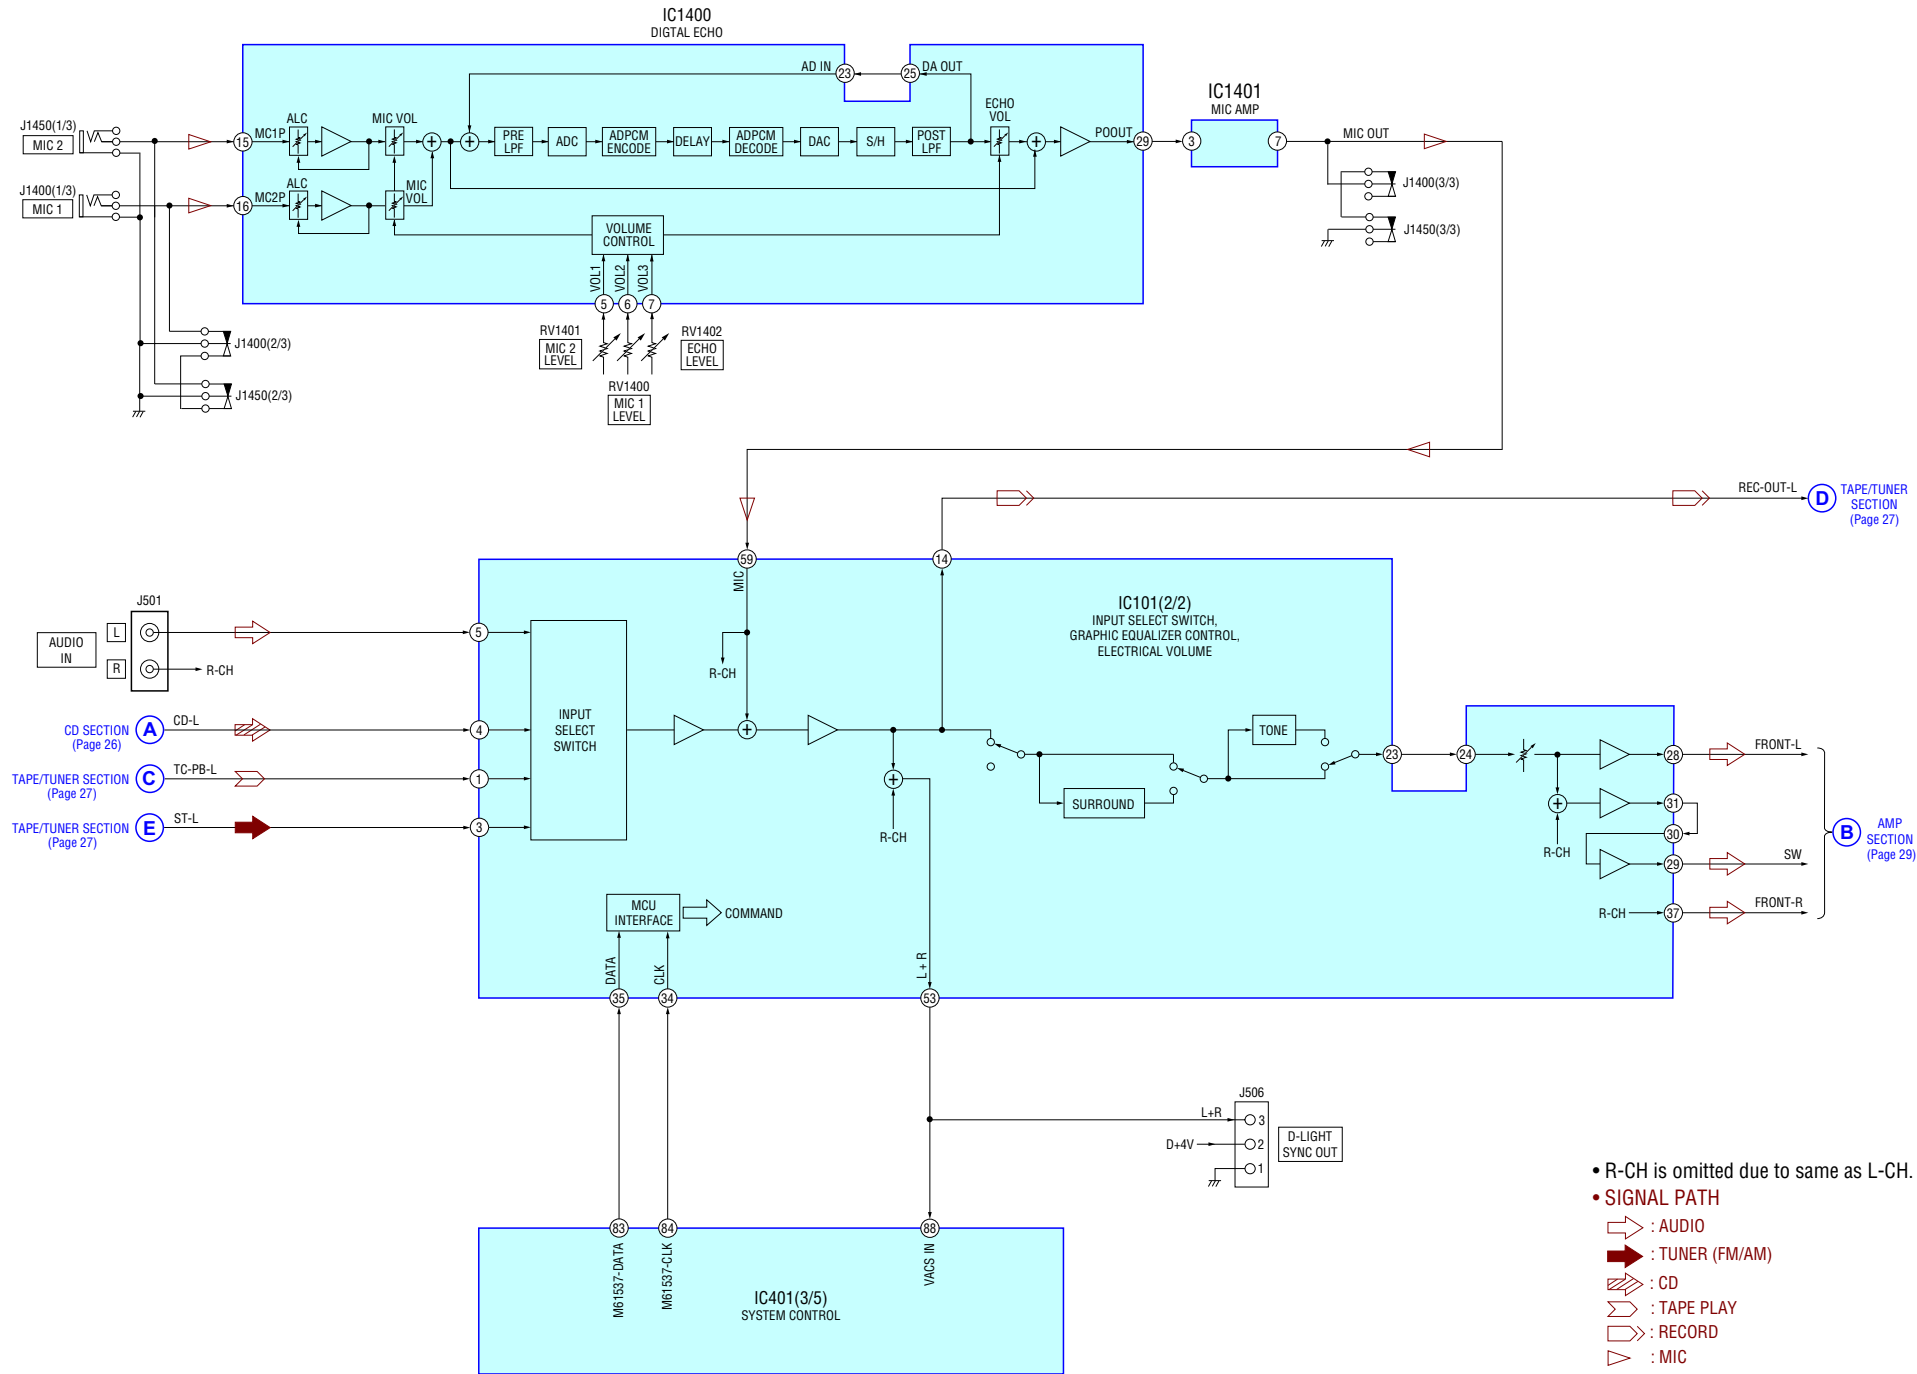 IC1400
DIGTAL ECHO
AD IN
23
25
DA OUT
ECHO
VOL
IC1401
MIC AMP
J1450(1/3)
MIC 2
15
MC1P
ALC
MIC VOL
PRE
LPF
ADC
ADPCM
ENCODE
DELAY
ADPCM
DECODE
DAC
S/H
POST
LPF
POOUT
29
3
7
MIC OUT
J1400(1/3)
MIC 1
16
MC2P
ALC
MIC
VOL
J1400(3/3)
J1450(3/3)
VOLUME
CONTROL
VOL1
VOL2
VOL3
5
6
7
RV1401
MIC 2
LEVEL
RV1402
ECHO
LEVEL
RV1400
MIC 1
LEVEL
J1400(2/3)
J1450(2/3)
REC-OUT-L
D
TAPE/TUNER
SECTION
(Page 27)
59
MIC
14
IC101(2/2)
INPUT SELECT SWITCH,
GRAPHIC EQUALIZER CONTROL,
ELECTRICAL VOLUME
J501
AUDIO
IN
L
R
R-CH
5
R-CH
CD SECTION
(Page 26)
A
CD-L
4
INPUT
SELECT
SWITCH
TAPE/TUNER SECTION
(Page 27)
C
TC-PB-L
1
TAPE/TUNER SECTION
(Page 27)
E
ST-L
3
R-CH
SURROUND
TONE
23
24
28
FRONT-L
31
30
R-CH
29
SW
R-CH
37
FRONT-R
B
AMP
SECTION
(Page 29)
MCU
INTERFACE
COMMAND
DATA
CLK
L + R
35
34
53
J506
L+R
3
D+4V
2
1
D-LIGHT
SYNC OUT
83
84
88
M61537-DATA
M61537-CLK
VACS IN
IC401(3/5)
SYSTEM CONTROL
• R-CH is omitted due to same as L-CH.
• SIGNAL PATH
: AUDIO
: TUNER (FM/AM)
: CD
: TAPE PLAY
: RECORD
: MIC